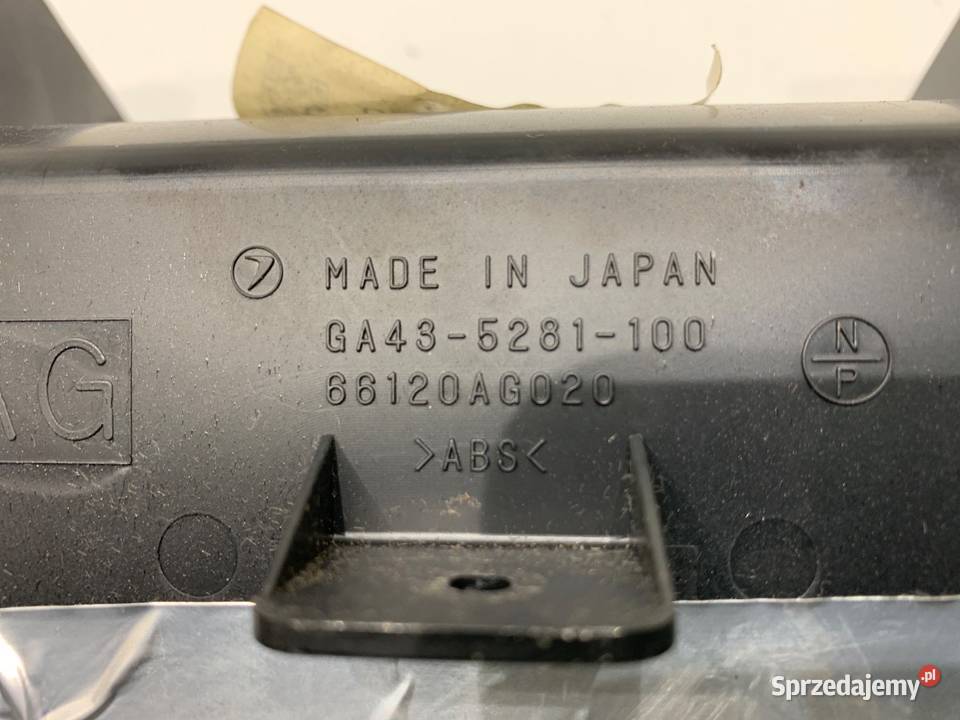 MADE IN JAPAN
GA43-5281-100
66120AG020
>ABS<
AG
N
P
Sprzedajemy.pl